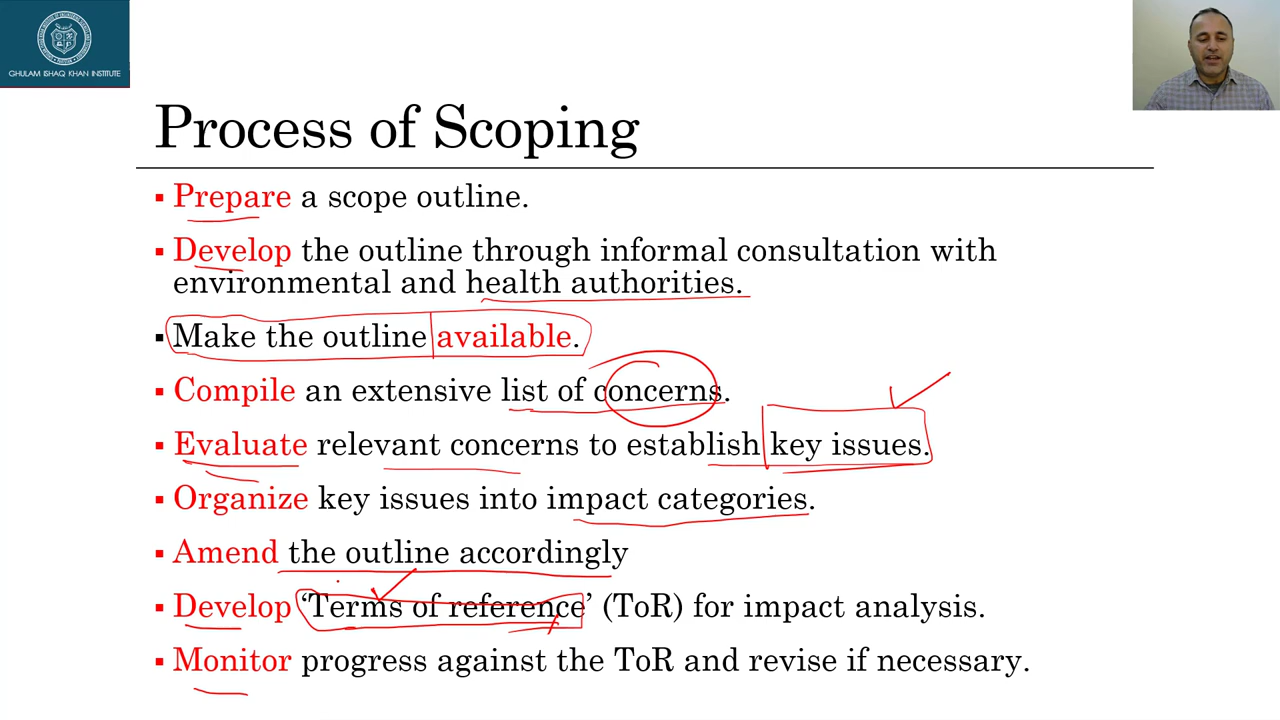 GHULAM ISHAQ KHAN INSTITUTE
Process of Scoping
▪ Prepare a scope outline.
▪ Develop the outline through informal consultation with
environmental and health authorities.
▪ Make the outline available.
▪ Compile an extensive list of concerns.
▪ Evaluate relevant concerns to establish key issues.
▪ Organize key issues into impact categories.
▪ Amend the outline accordingly
▪ Develop ‘Terms of reference’ (ToR) for impact analysis.
▪ Monitor progress against the ToR and revise if necessary.